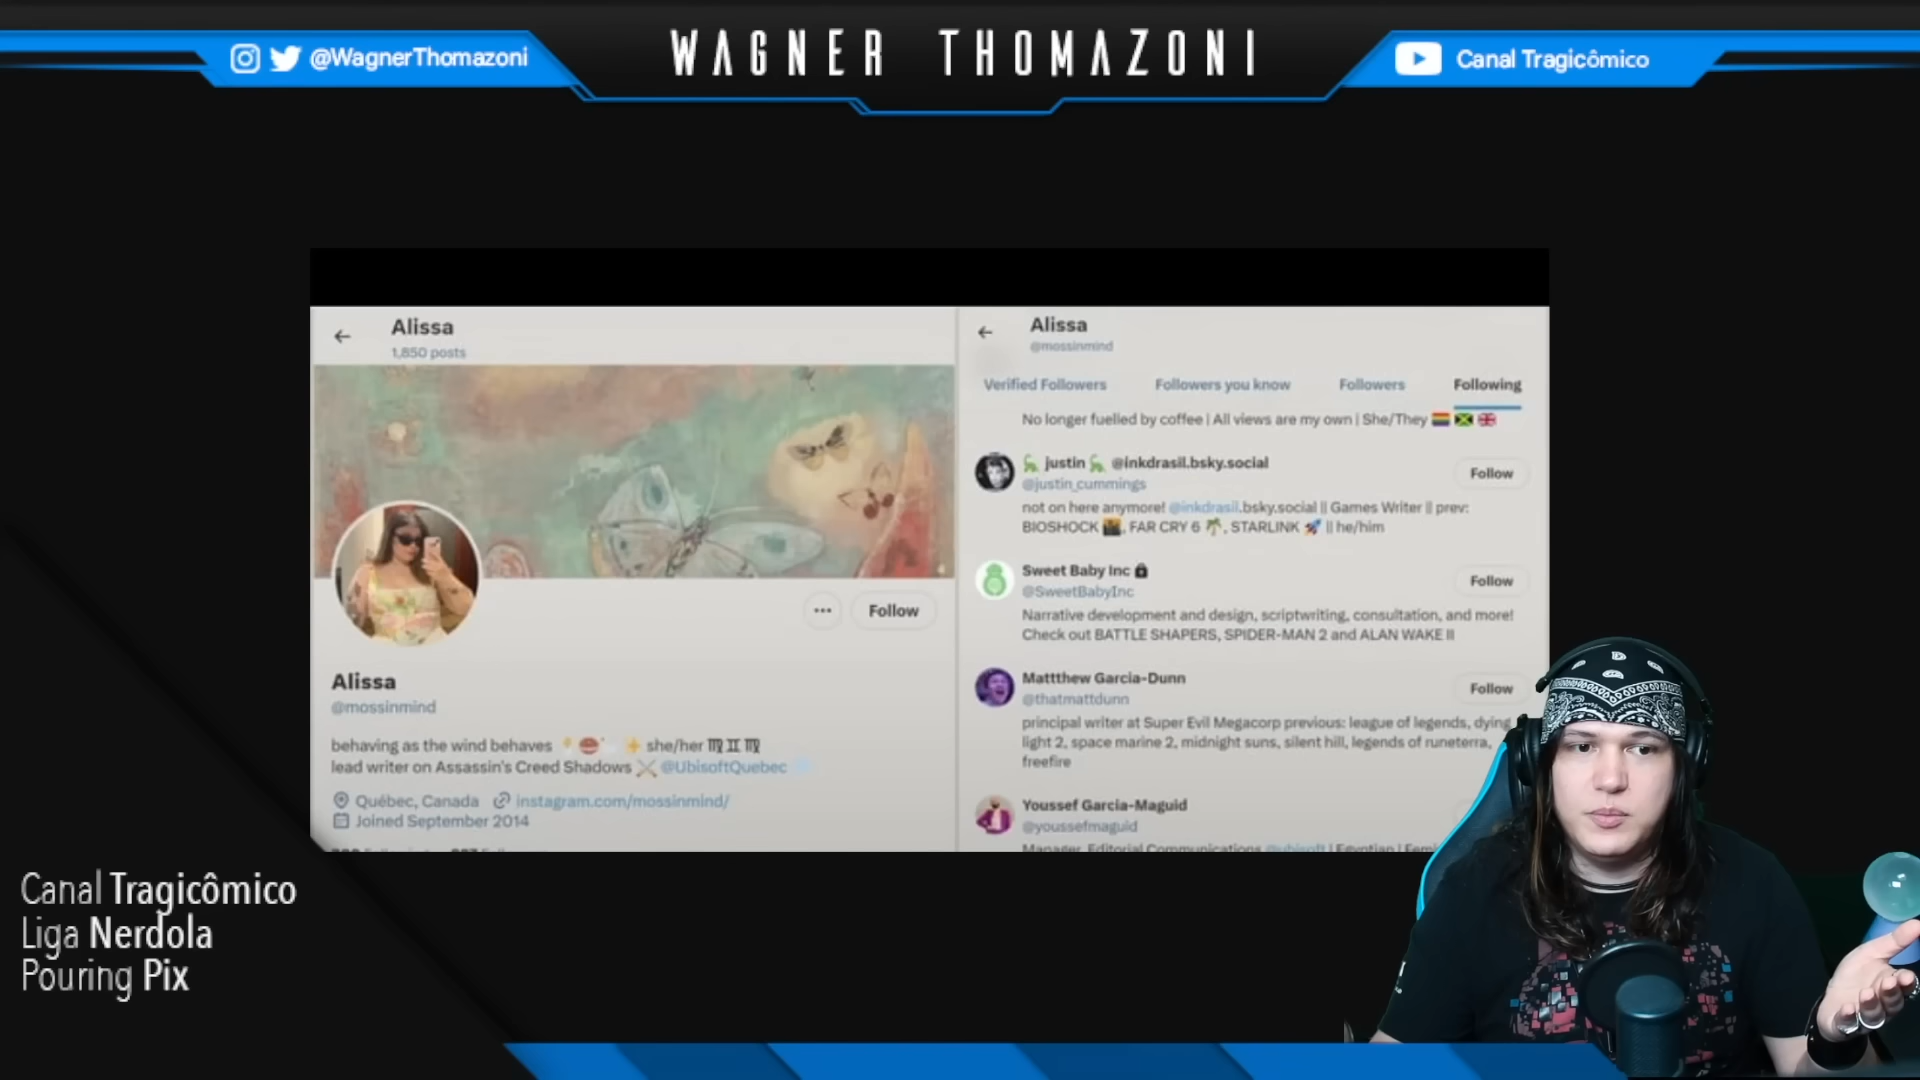 @WagnerThomazoni
WAGNER THOMAZONI
Canal Tragicômico
Alissa
1,850 posts
Follow
Alissa
@mossinmind
behaving as the wind behaves she/her ♍ ♊ ♍
lead writer on Assassin's Creed Shadows ⚔ @UbisoftQuebec
Québec, Canada instagram.com/mossinmind/
Joined September 2014
Alissa
@mossinmind
Verified Followers Followers you know Followers Following
No longer fuelled by coffee | All views are my own | She/They
justin @inkdrasil.bsky.social
@justin_cummings
Follow
not on here anymore! @inkdrasil.bsky.social || Games Writer || prev:
BIOSHOCK, FAR CRY 6, STARLINK || he/him
Sweet Baby Inc
@SweetBabyInc
Follow
Narrative development and design, scriptwriting, consultation, and more!
Check out BATTLE SHAPERS, SPIDER-MAN 2 and ALAN WAKE II
Mattthew Garcia-Dunn
@thatmattdunn
Follow
principal writer at Super Evil Megacorp previous: league of legends, dying
light 2, space marine 2, midnight suns, silent hill, legends of runeterra,
freefire
Youssef Garcia-Maguid
@youssefmaguid
Manager, Editorial Communications @ubisoft | Egyptian |
Canal Tragicômico
Liga Nerdola
Pouring Pix